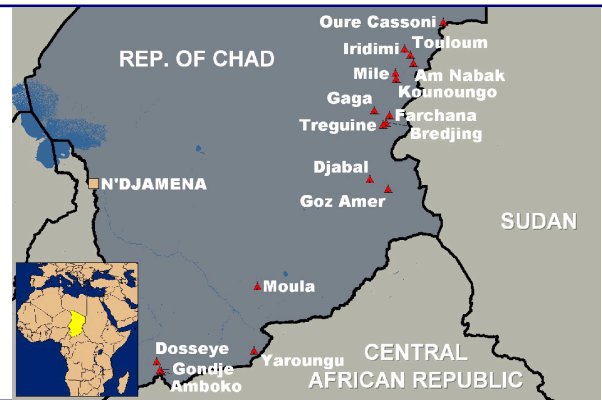 Oure Cassoni
Iridimi
Touloum
REP. OF CHAD
Mile
Am Nabak
Kounoungo
Gaga
Farchana
Treguine
Bredjing
Djabal
N'DJAMENA
Goz Amer
SUDAN
Moula
Dosseye
Yaroungu
Gondje
Amboko
CENTRAL
AFRICAN REPUBLIC